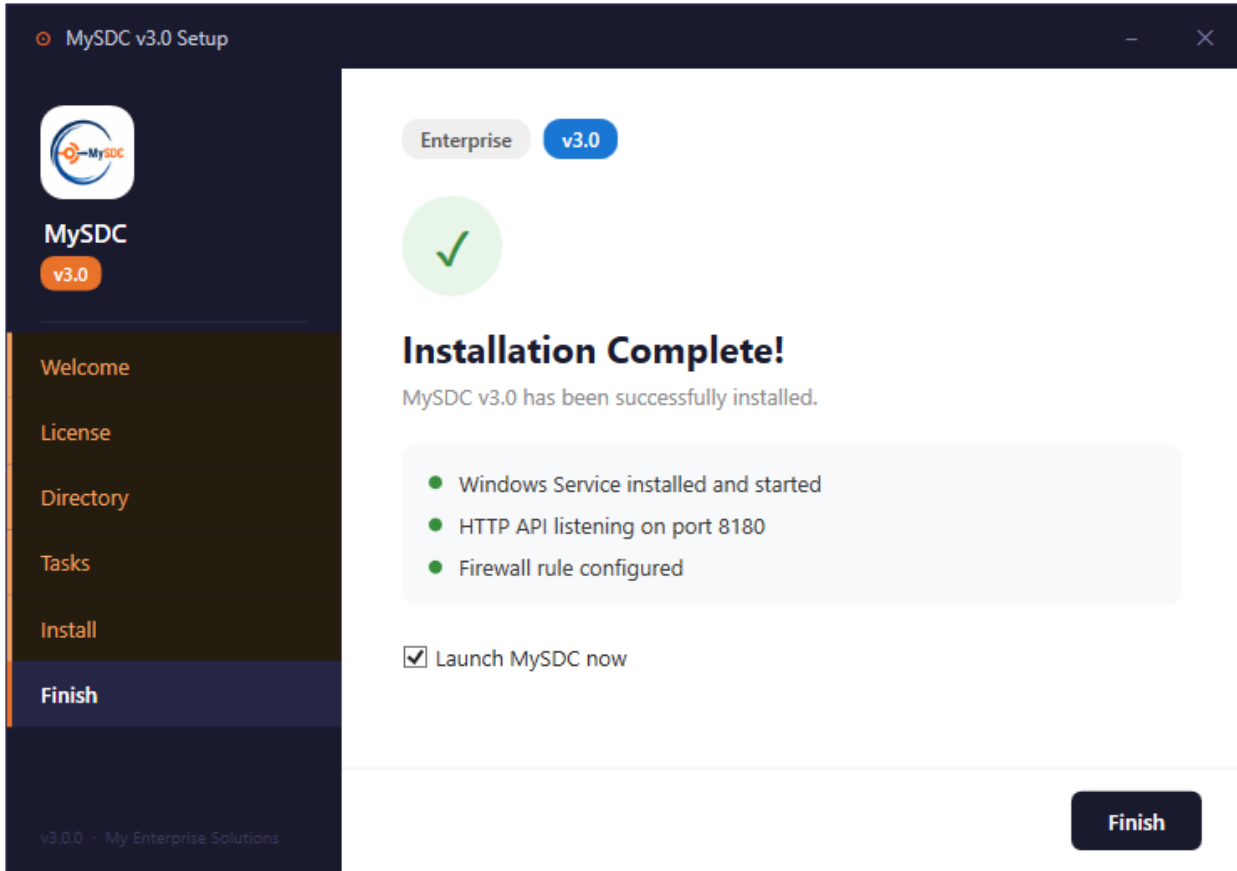 MySDC v3.0 Setup
MySDC
MySDC
v3.0
Welcome
License
Directory
Tasks
Install
Finish
v3.0.0 · My Enterprise Solutions
Enterprise v3.0
Installation Complete!
MySDC v3.0 has been successfully installed.
Windows Service installed and started
HTTP API listening on port 8180
Firewall rule configured
Launch MySDC now
Finish